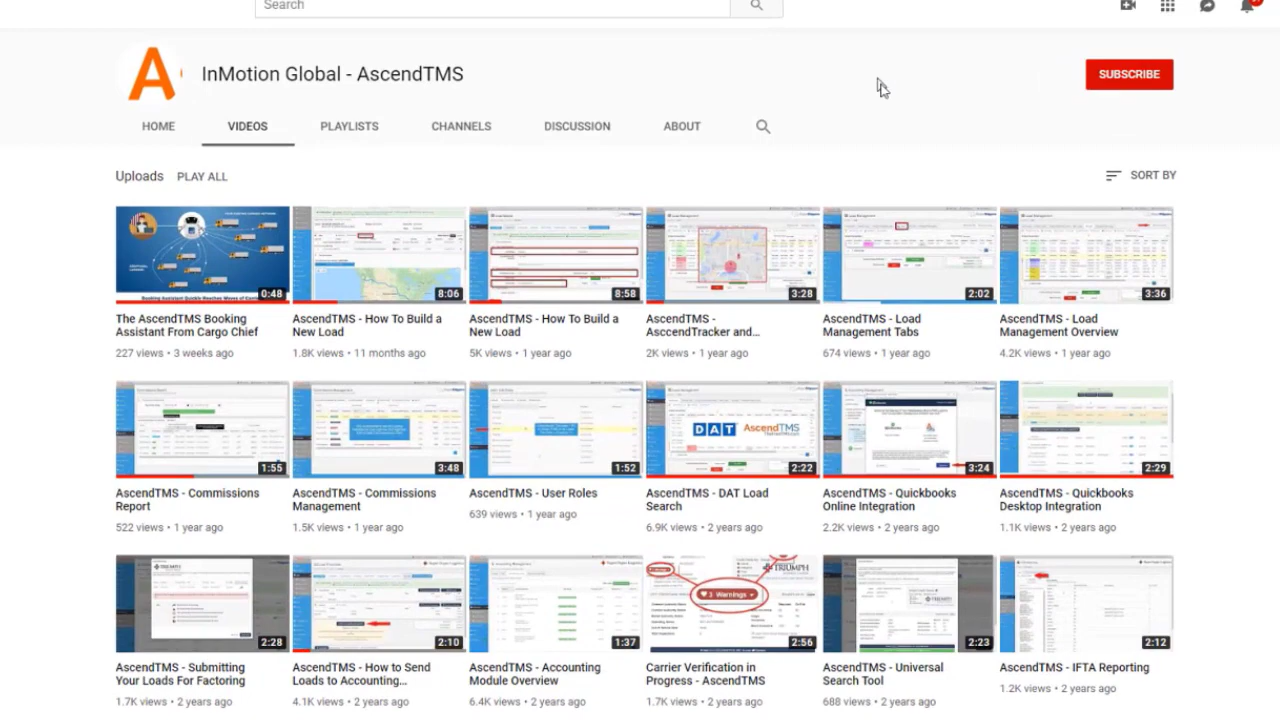 Search
InMotion Global - AscendTMS
SUBSCRIBE
HOME VIDEOS PLAYLISTS CHANNELS DISCUSSION ABOUT
Uploads PLAY ALL
SORT BY
0:48
8:06
8:58
3:28
2:02
3:36
The AscendTMS Booking
Assistant From Cargo Chief
227 views • 3 weeks ago
AscendTMS - How To Build a
New Load
1.8K views • 11 months ago
AscendTMS - How To Build a
New Load
5K views • 1 year ago
AscendTMS -
AsccendTracker and...
2K views • 1 year ago
AscendTMS - Load
Management Tabs
674 views • 1 year ago
AscendTMS - Load
Management Overview
4.2K views • 1 year ago
1:55
3:48
1:52
DAT AscendTMS
2:22
3:24
2:29
AscendTMS - Commissions
Report
522 views • 1 year ago
AscendTMS - Commissions
Management
1.5K views • 1 year ago
AscendTMS - User Roles
639 views • 1 year ago
AscendTMS - DAT Load
Search
6.9K views • 2 years ago
AscendTMS - Quickbooks
Online Integration
2.2K views • 2 years ago
AscendTMS - Quickbooks
Desktop Integration
1.1K views • 2 years ago
2:28
2:10
1:37
TRIUMPH
3 Warnings
2:56
2:23
2:12
AscendTMS - Submitting
Your Loads For Factoring
1.7K views • 2 years ago
AscendTMS - How to Send
Loads to Accounting...
4.1K views • 2 years ago
AscendTMS - Accounting
Module Overview
6.4K views • 2 years ago
Carrier Verification in
Progress - AscendTMS
1.7K views • 2 years ago
AscendTMS - Universal
Search Tool
688 views • 2 years ago
AscendTMS - IFTA Reporting
1.2K views • 2 years ago